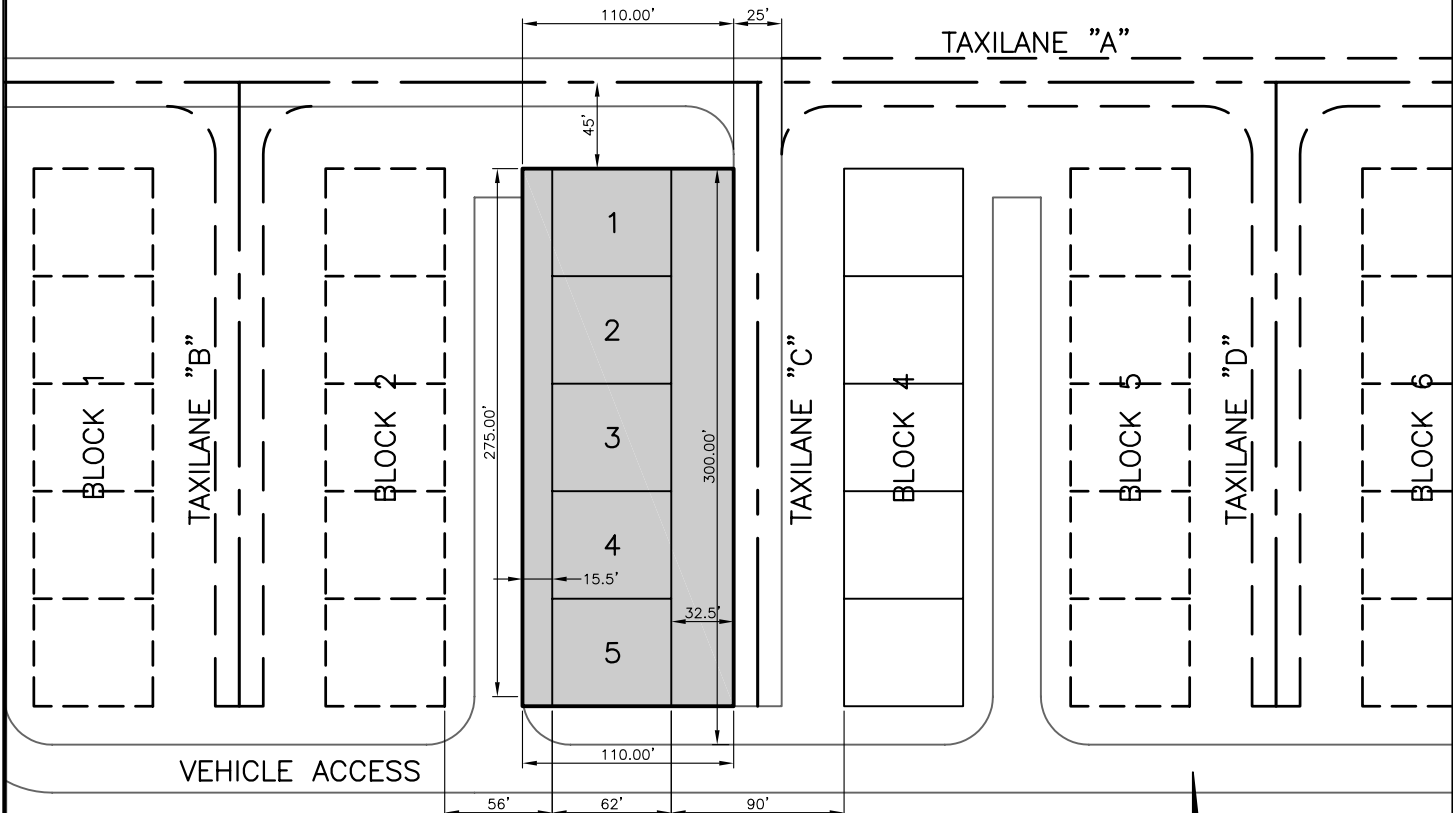 110.00'
25'
TAXILANE "A"
45'
1
2
3
4
5
BLOCK 1
TAXILANE "B"
BLOCK 2
275.00'
300.00'
TAXILANE "C"
BLOCK 4
BLOCK 5
TAXILANE "D"
BLOCK 6
15.5'
32.5'
110.00'
VEHICLE ACCESS
56'
62'
90'